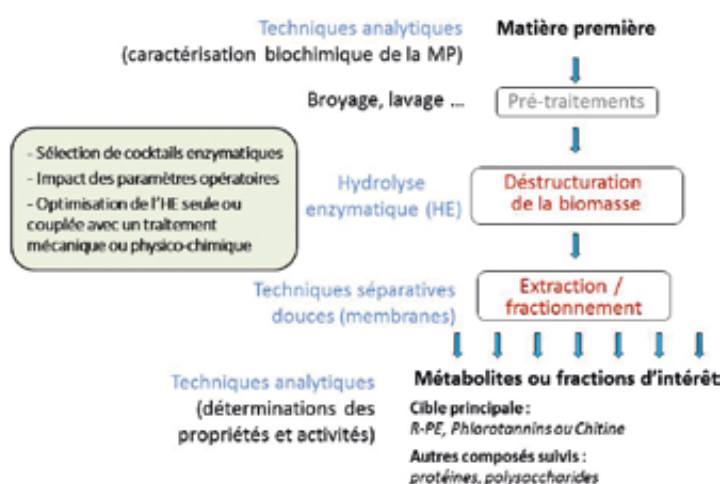 Techniques analytiques
(caractérisation biochimique de la MP)
Matière première
Broyage, lavage ...
Pré-traitements
- Sélection de cocktails enzymatiques
- Impact des paramètres opératoires
- Optimisation de l'HE seule ou
couplée avec un traitement
mécanique ou physico-chimique
Hydrolyse
enzymatique (HE)
Déstructuration
de la biomasse
Techniques séparatives
douces (membranes)
Extraction /
fractionnement
Techniques analytiques
(déterminations des
propriétés et activités)
Métabolites ou fractions d'intérêt
Cible principale :
R-PE, Phlorotannins ou Chitine
Autres composés suivis :
protéines, polysaccharides